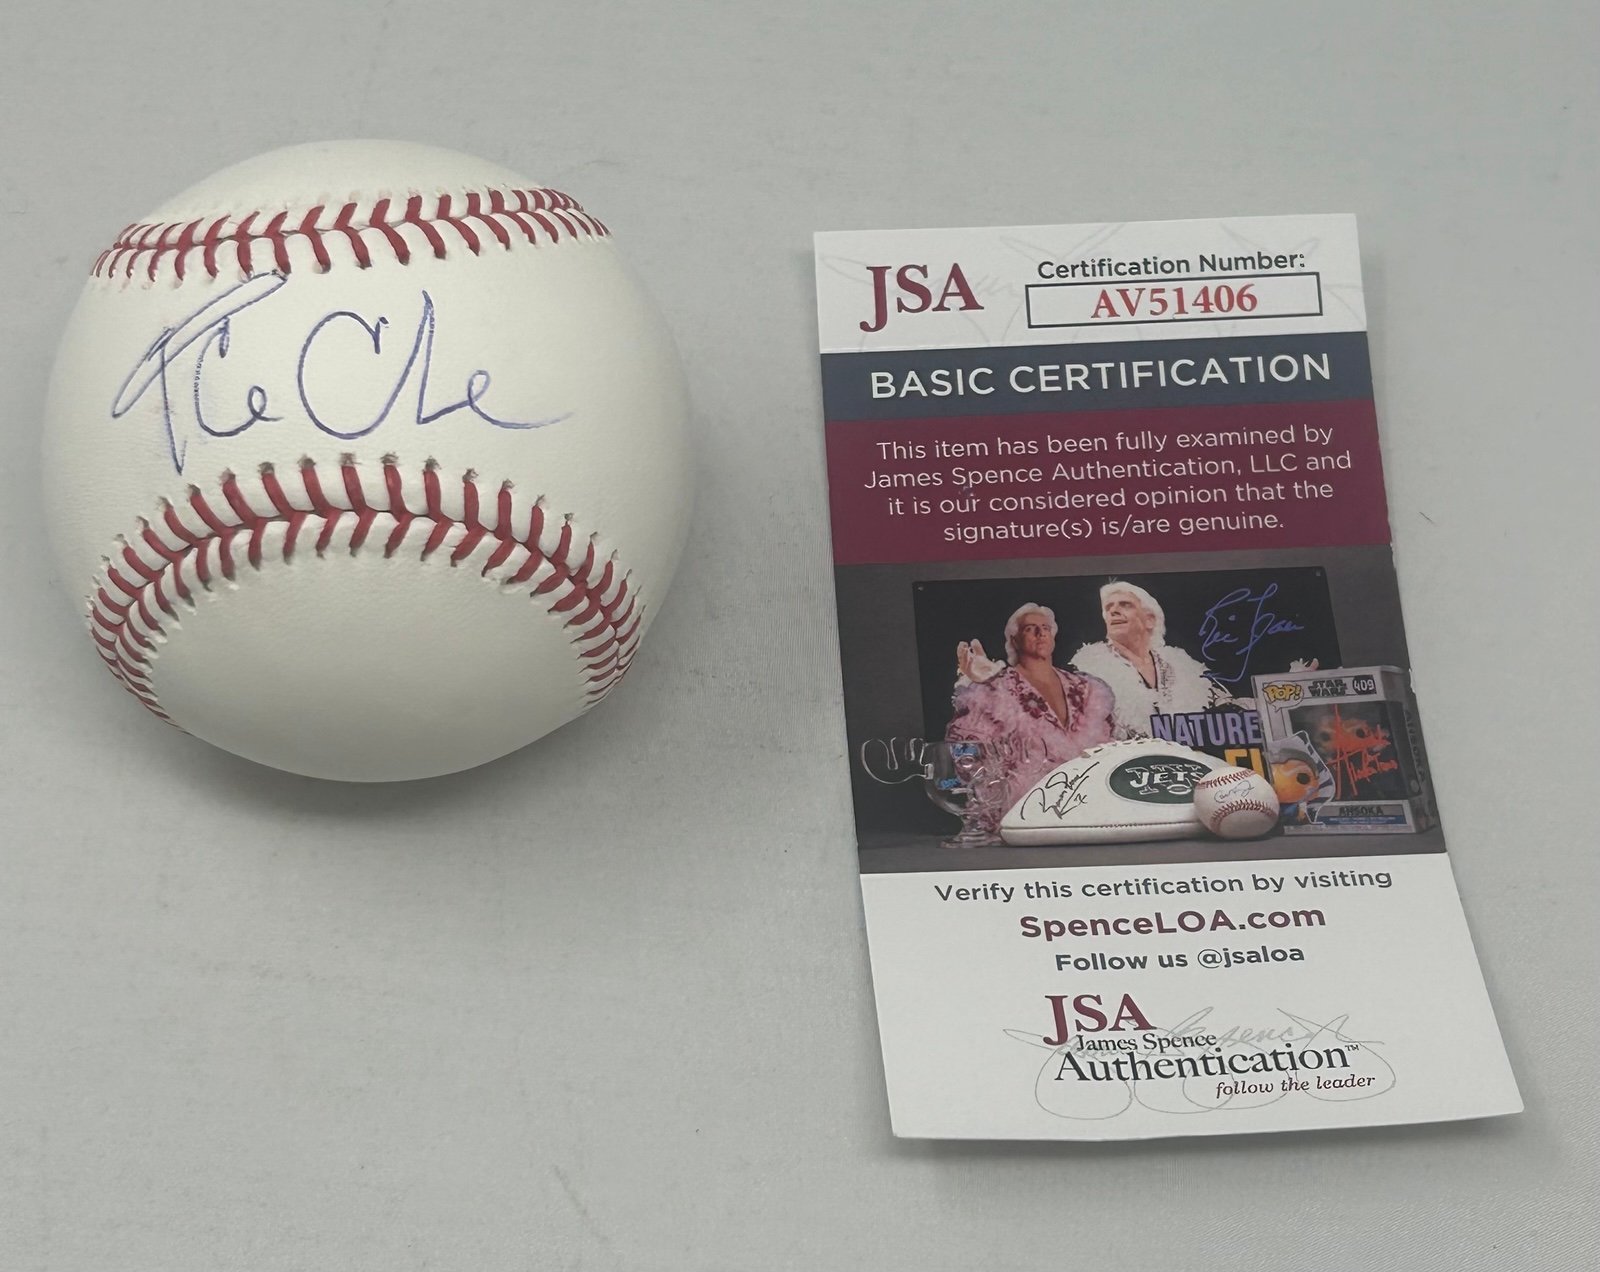 JSA
Certification Number:
AV51406
BASIC CERTIFICATION
This item has been fully examined by
James Spence Authentication, LLC and
it is our considered opinion that the
signature(s) is/are genuine.
NATURE
POP!
STAR
WARS
409
JETS
AHSOKA
Verify this certification by visiting
SpenceLOA.com
Follow us @jsaloa
JSA
James Spence
Authentication™
follow the leader